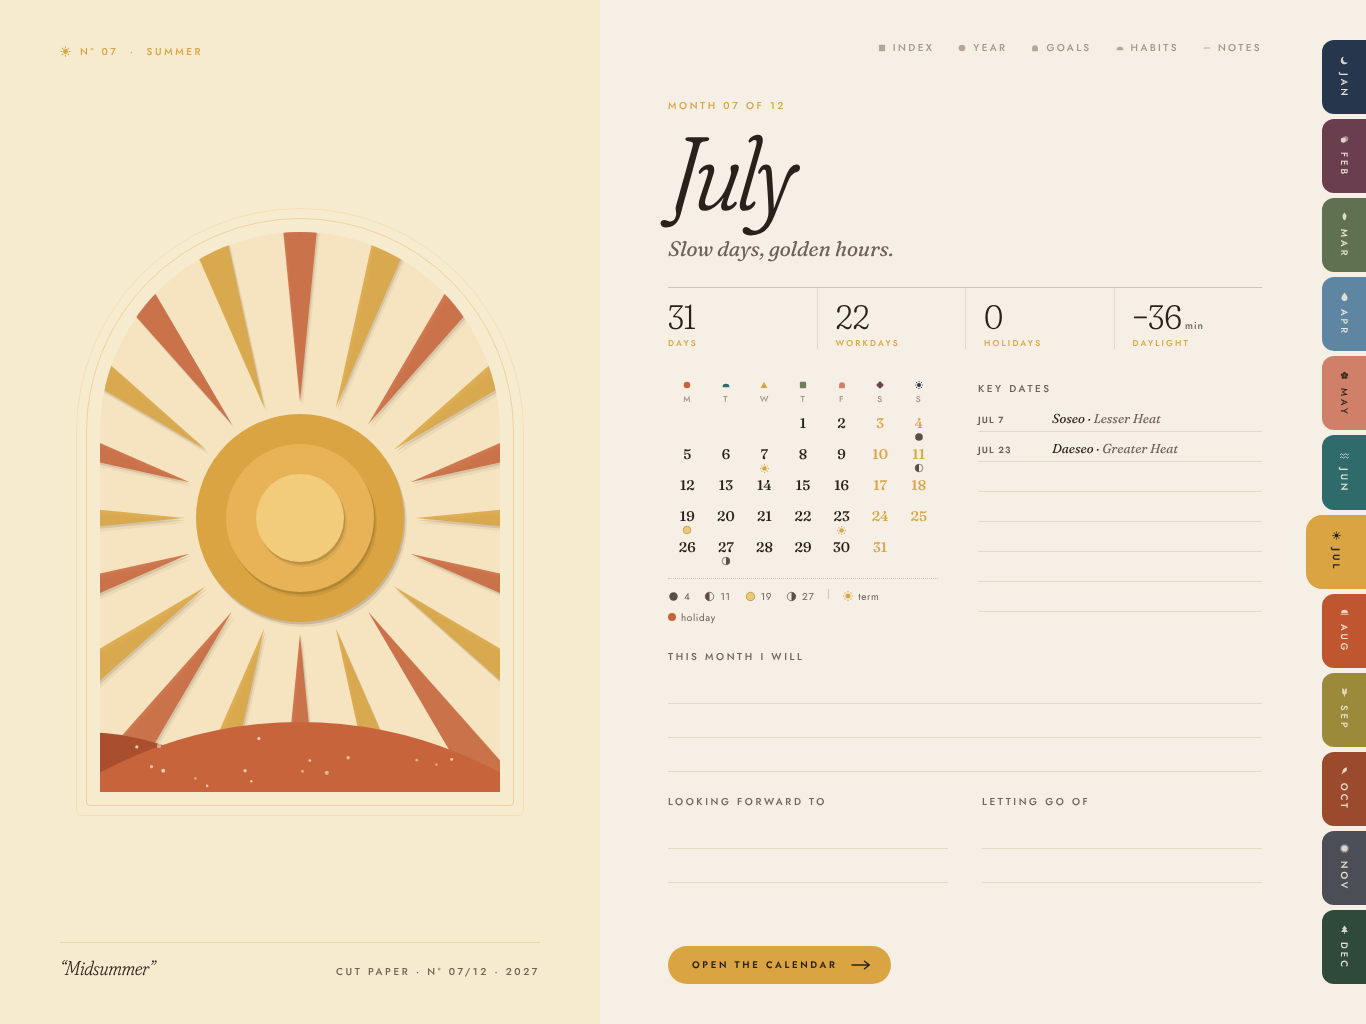 N° 07 · SUMMER
INDEX YEAR GOALS HABITS NOTES
MONTH 07 OF 12
July
Slow days, golden hours.
31 22 0 −36 min
DAYS WORKDAYS HOLIDAYS DAYLIGHT
M T W T F S S
1 2 3 4
5 6 7 8 9 10 11
12 13 14 15 16 17 18
19 20 21 22 23 24 25
26 27 28 29 30 31
4 11 19 27 term
holiday
KEY DATES
JUL 7 Soseo · Lesser Heat
JUL 23 Daeseo · Greater Heat
THIS MONTH I WILL
LOOKING FORWARD TO
LETTING GO OF
OPEN THE CALENDAR
“Midsummer”
CUT PAPER · N° 07/12 · 2027
JAN
FEB
MAR
APR
MAY
JUN
JUL
AUG
SEP
OCT
NOV
DEC